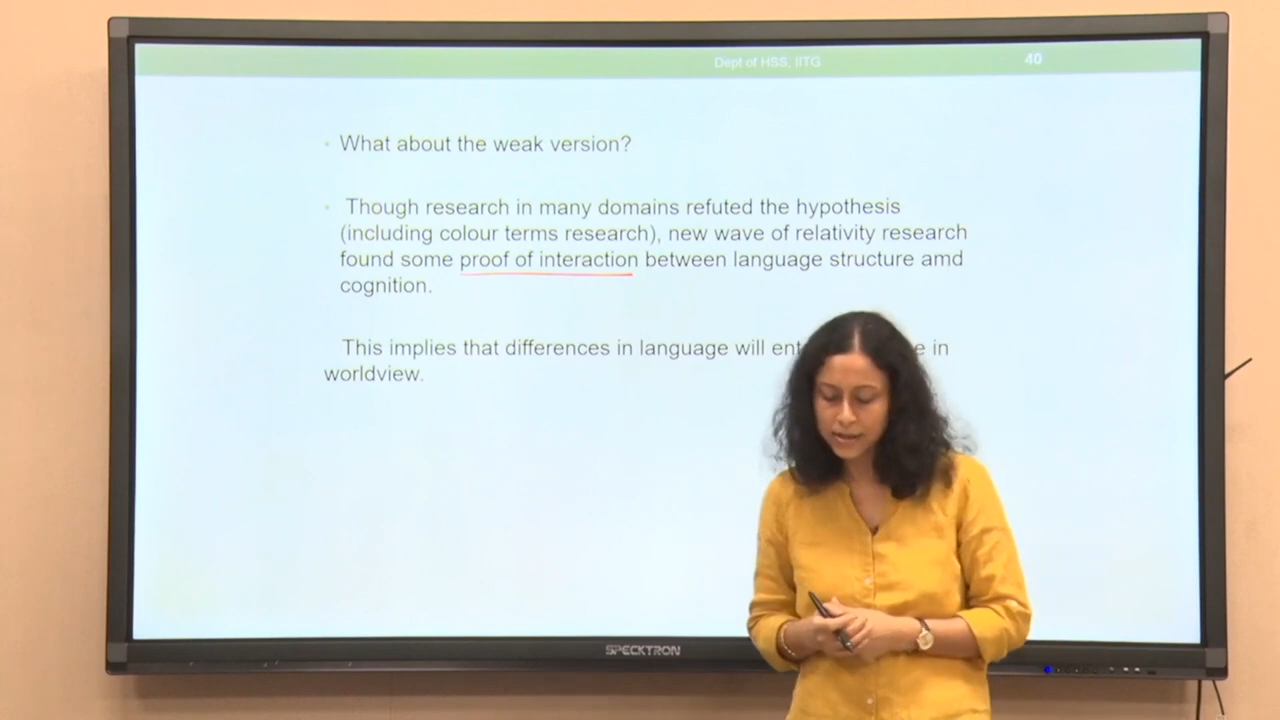 Dept of HSS, IITG 40
What about the weak version?
Though research in many domains refuted the hypothesis
(including colour terms research), new wave of relativity research
found some proof of interaction between language structure amd
cognition.
This implies that differences in language will in
worldview.
SPECKTRON